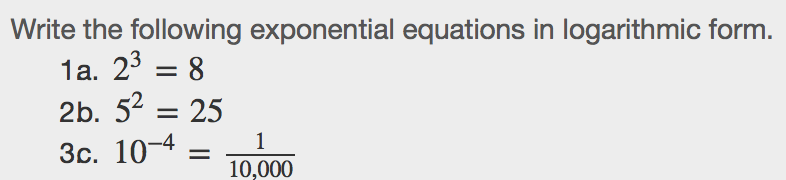 Write the following exponential equations in logarithmic form.
1a. 2³ = 8
2b. 5² = 25
3c. 10⁻⁴ = 1/10,000